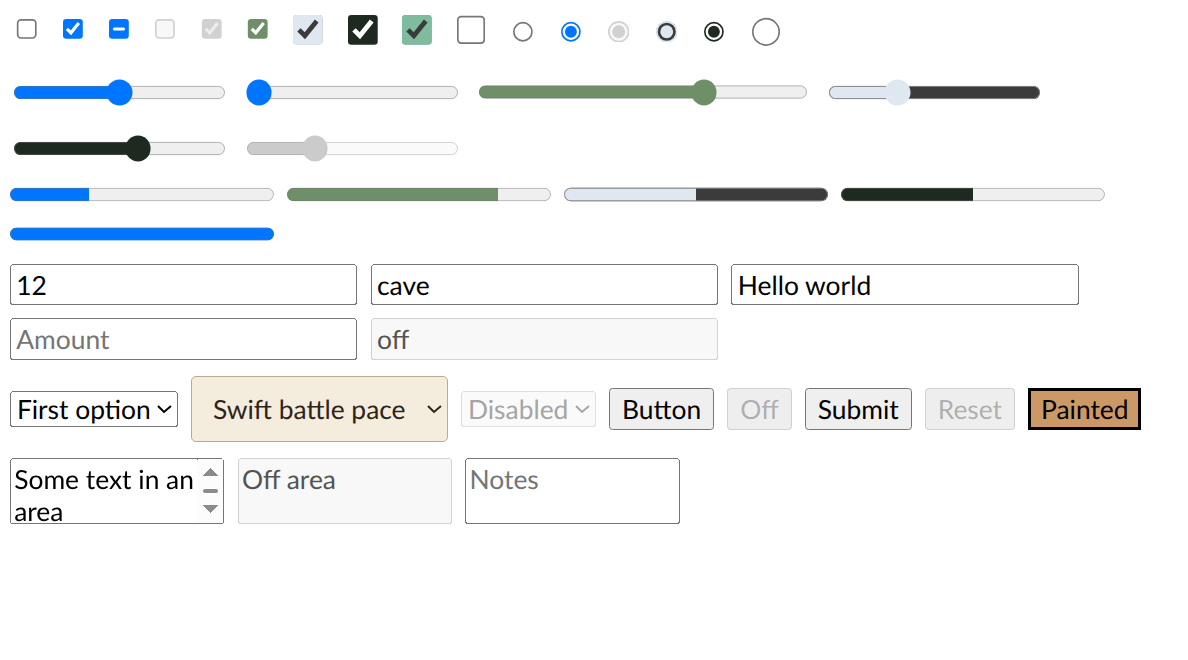 12 cave Hello world
Amount off
First option Swift battle pace Disabled Button Off Submit Reset Painted
Some text in an Off area Notes
area